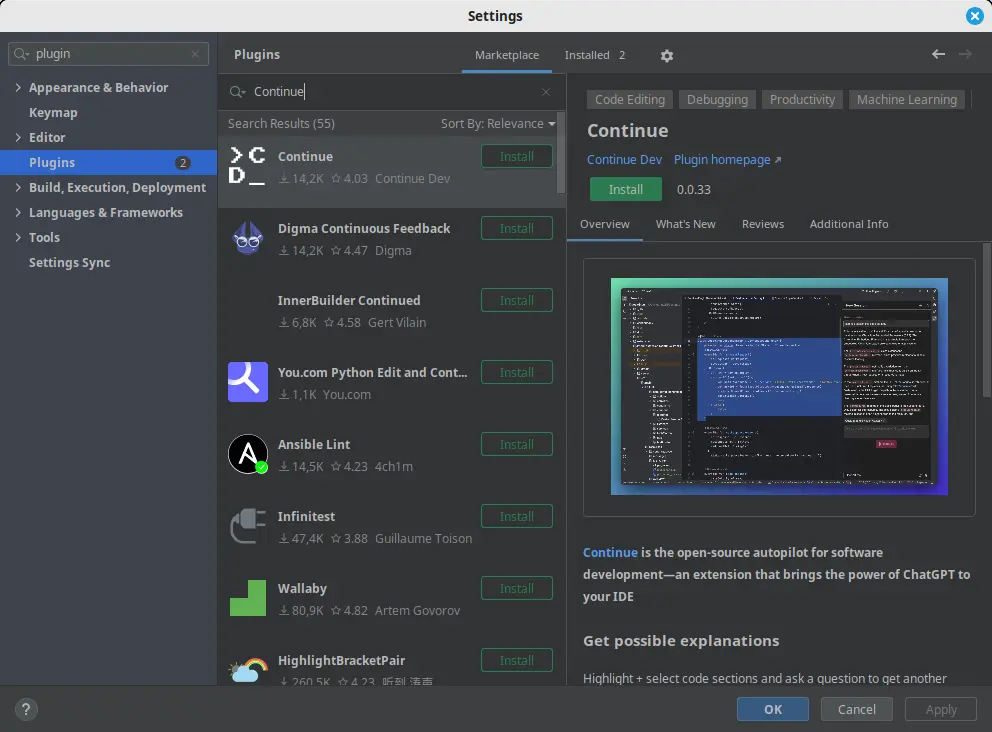 Settings
plugin
Appearance & Behavior
Keymap
Editor
Plugins
2
Build, Execution, Deployment
Languages & Frameworks
Tools
Settings Sync
Plugins
Marketplace
Installed 2
Continue
Search Results (55)
Sort By: Relevance
Continue
14,2K 4.03 Continue Dev
Install
Digma Continuous Feedback
14,2K 4.47 Digma
Install
InnerBuilder Continued
6,8K 4.58 Gert Vilain
Install
You.com Python Edit and Cont...
1,1K You.com
Install
Ansible Lint
14,5K 4.23 4ch1m
Install
Infinitest
47,4K 3.88 Guillaume Toison
Install
Wallaby
80,9K 4.82 Artem Govorov
Install
HighlightBracketPair
260,5K 4.23 听到 涛声
Install
Code Editing
Debugging
Productivity
Machine Learning
Continue
Continue Dev Plugin homepage
Install 0.0.33
Overview
What's New
Reviews
Additional Info
Continue is the open-source autopilot for software
development—an extension that brings the power of ChatGPT to
your IDE
Get possible explanations
Highlight + select code sections and ask a question to get another
?
OK
Cancel
Apply